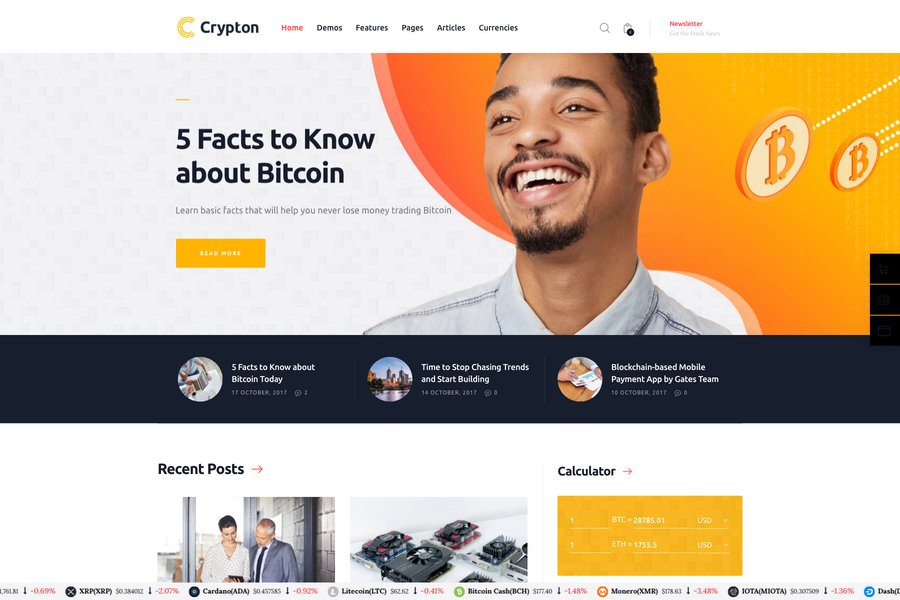 Crypton
Home Demos Features Pages Articles Currencies
0
Newsletter
Get the Fresh News
5 Facts to Know
about Bitcoin
Learn basic facts that will help you never lose money trading Bitcoin
READ MORE
5 Facts to Know about
Bitcoin Today
17 OCTOBER, 2017 2
Time to Stop Chasing Trends
and Start Building
14 OCTOBER, 2017 0
Blockchain-based Mobile
Payment App by Gates Team
10 OCTOBER, 2017 0
Recent Posts →
Calculator →
1 BTC = 28785.01 USD
1 ETH = 1755.5 USD
1,761.81 ↓ -0.69% XRP(XRP) $0.384012 ↓ -2.07% Cardano(ADA) $0.457585 ↓ -0.92% Litecoin(LTC) $62.62 ↓ -0.41% Bitcoin Cash(BCH) $177.40 ↓ -1.48% Monero(XMR) $178.63 ↓ -3.48% IOTA(MIOTA) $0.307509 ↓ -1.36% Dash(D